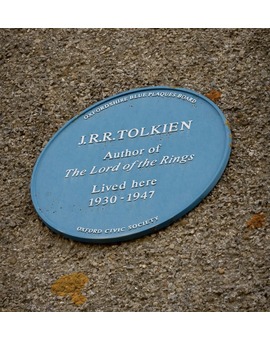 OXFORDSHIRE BLUE PLAQUES BOARD
J.R.R. TOLKIEN
Author of
The Lord of the Rings
Lived here
1930 - 1947
OXFORD CIVIC SOCIETY